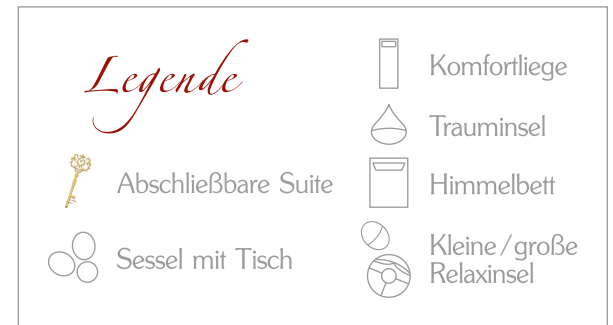 Legende
Abschließbare Suite
Sessel mit Tisch
Komfortliege
Trauminsel
Himmelbett
Kleine / große
Relaxinsel